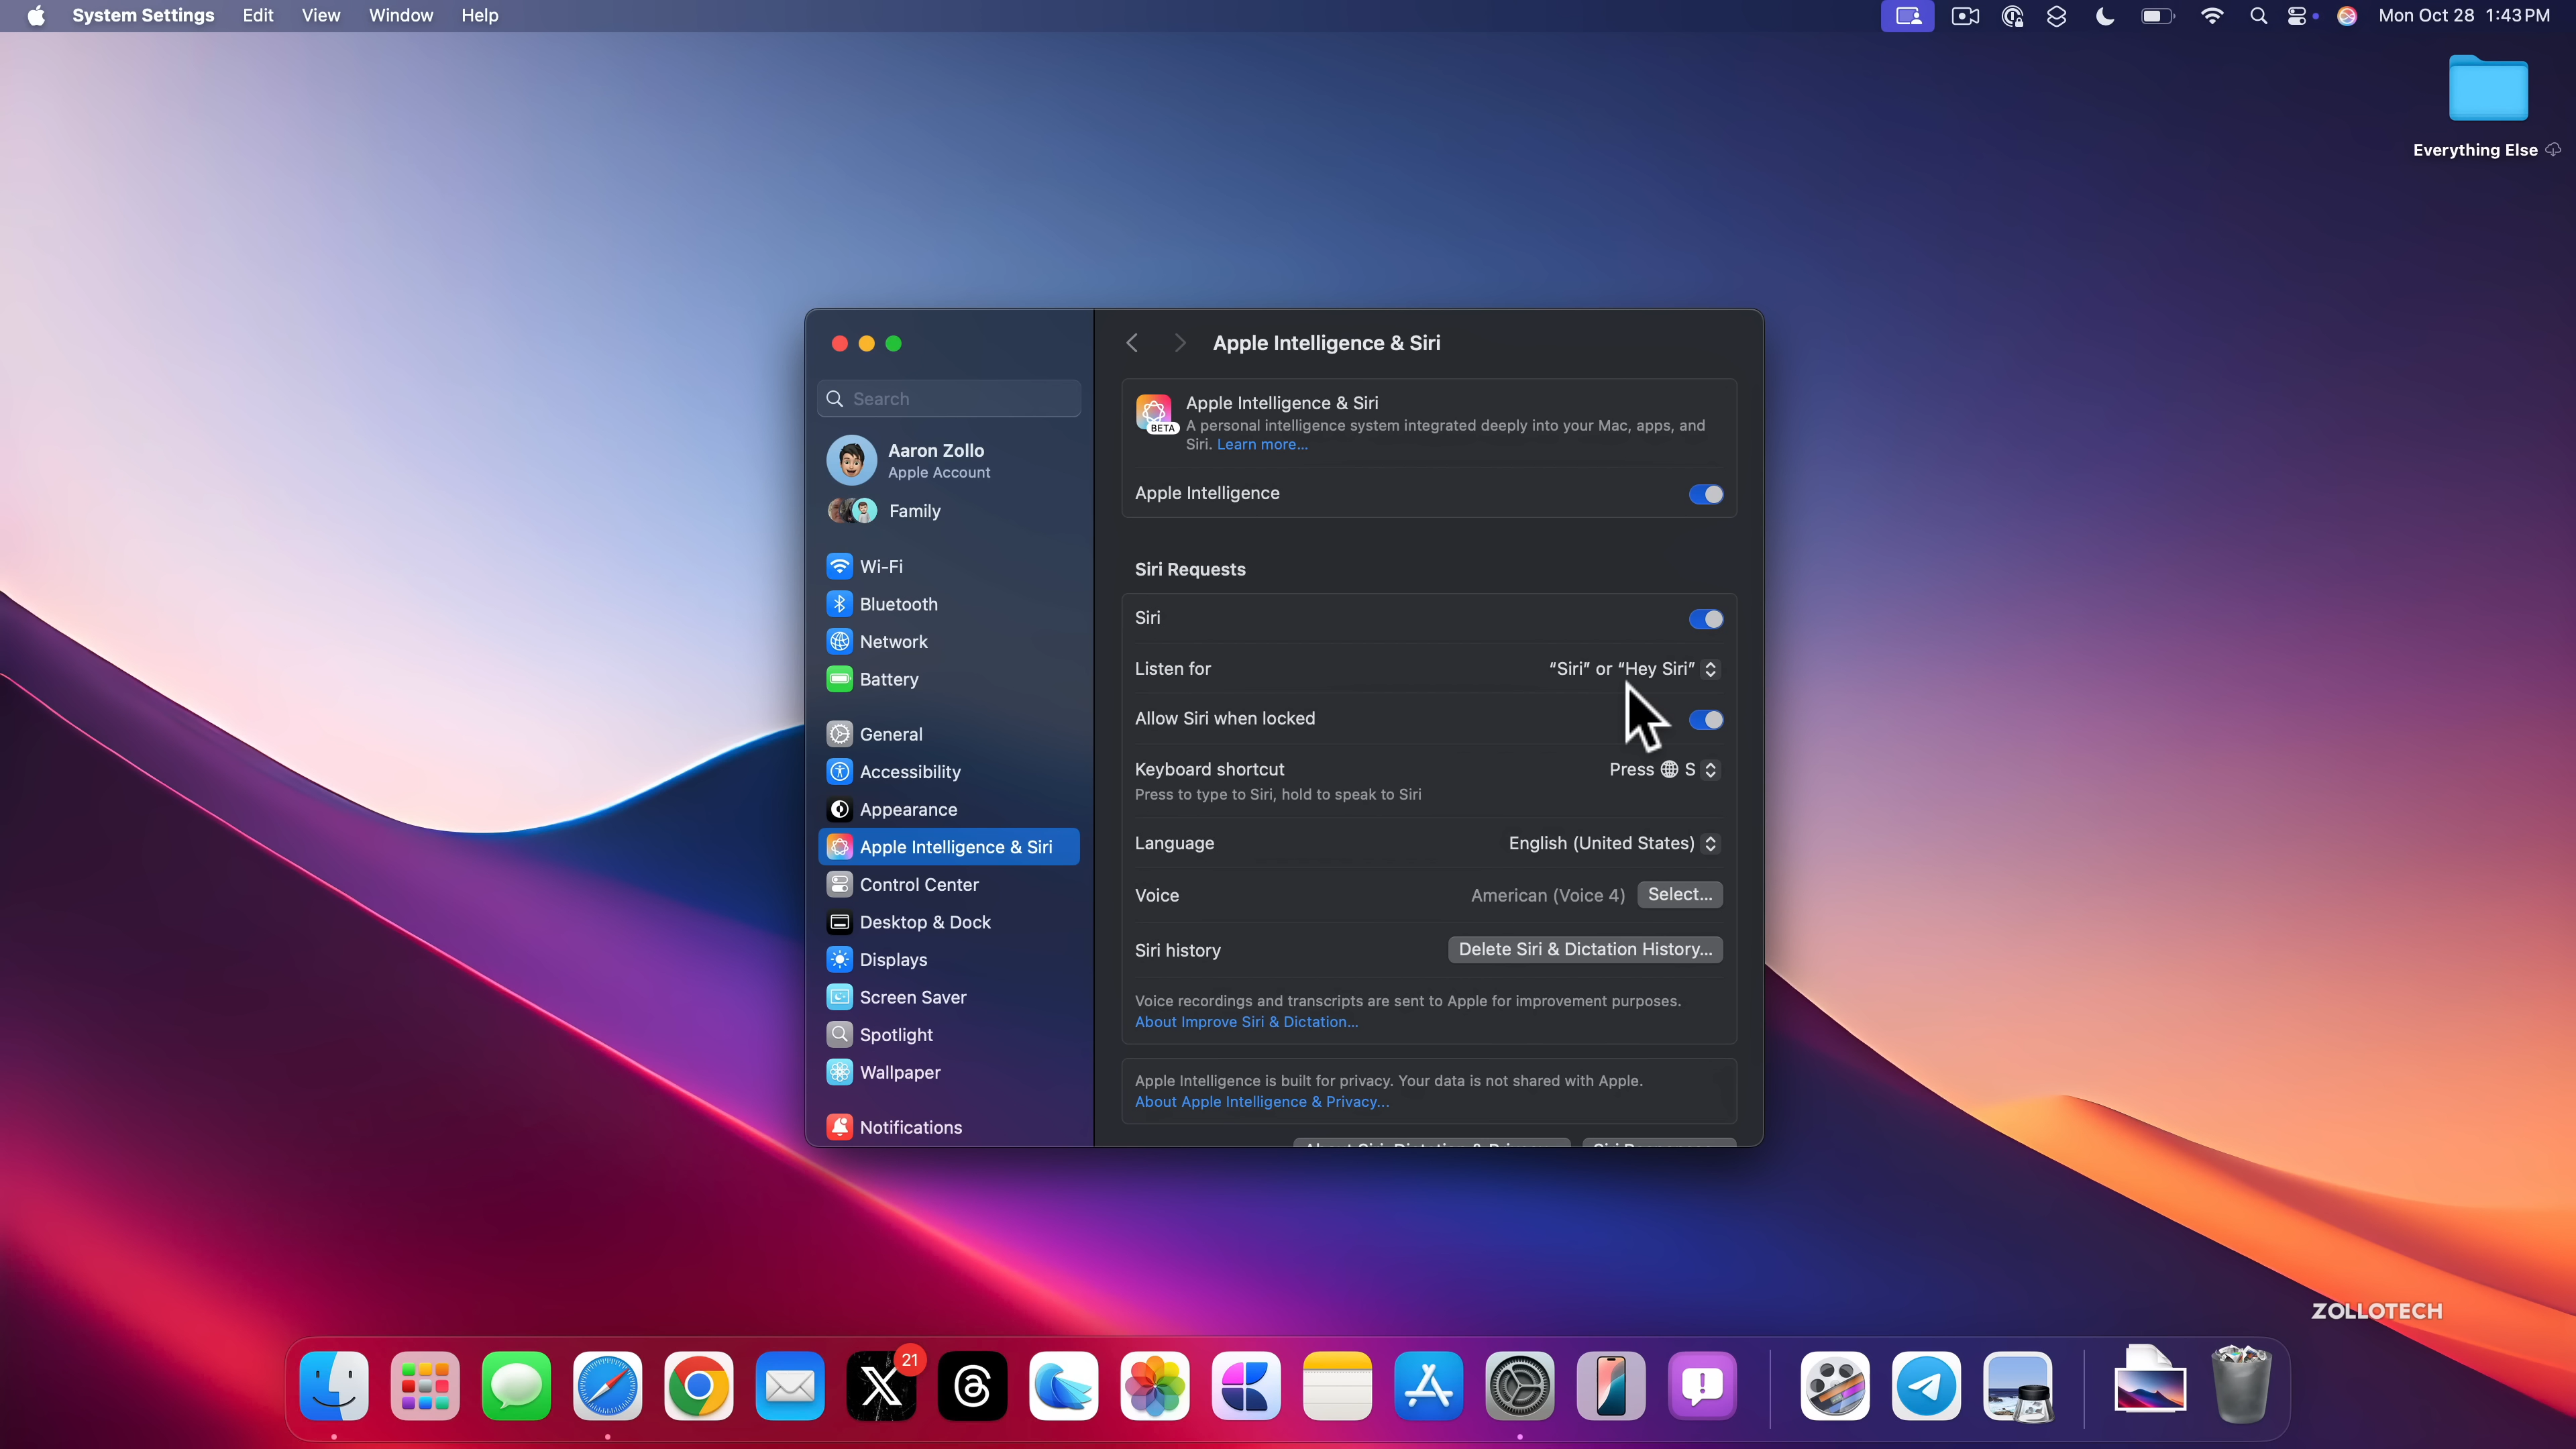 System Settings Edit View Window Help
Mon Oct 28 1:43 PM
Everything Else
Apple Intelligence & Siri
Search
Aaron Zollo
Apple Account
Family
Wi-Fi
Bluetooth
Network
Battery
General
Accessibility
Appearance
Apple Intelligence & Siri
Control Center
Desktop & Dock
Displays
Screen Saver
Spotlight
Wallpaper
Notifications
Apple Intelligence & Siri
BETA
A personal intelligence system integrated deeply into your Mac, apps, and
Siri. Learn more...
Apple Intelligence
Siri Requests
Siri
Listen for “Siri” or “Hey Siri”
Allow Siri when locked
Keyboard shortcut Press S
Press to type to Siri, hold to speak to Siri
Language English (United States)
Voice American (Voice 4) Select...
Siri history Delete Siri & Dictation History...
Voice recordings and transcripts are sent to Apple for improvement purposes.
About Improve Siri & Dictation...
Apple Intelligence is built for privacy. Your data is not shared with Apple.
About Apple Intelligence & Privacy...
ZOLLOTECH
21